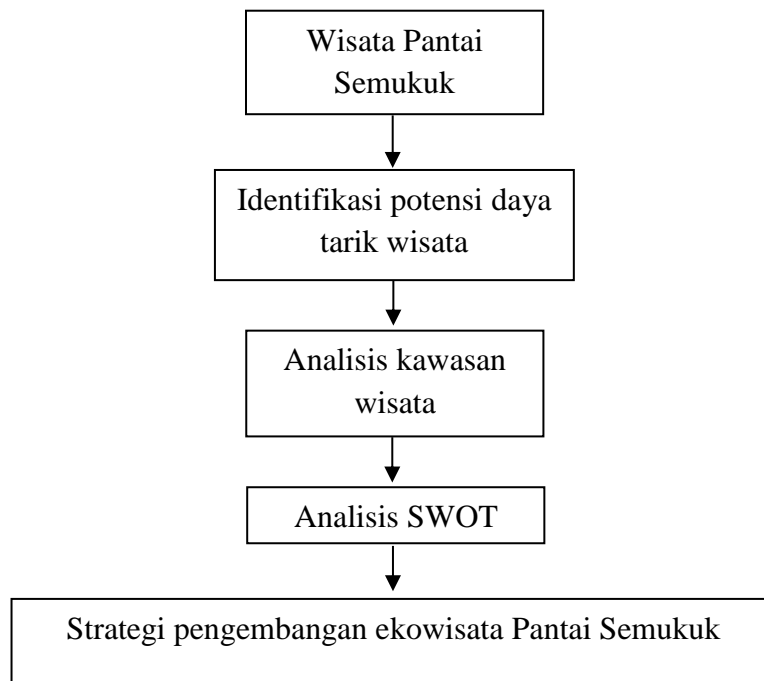 Wisata Pantai
Semukuk
Identifikasi potensi daya
tarik wisata
Analisis kawasan
wisata
Analisis SWOT
Strategi pengembangan ekowisata Pantai Semukuk